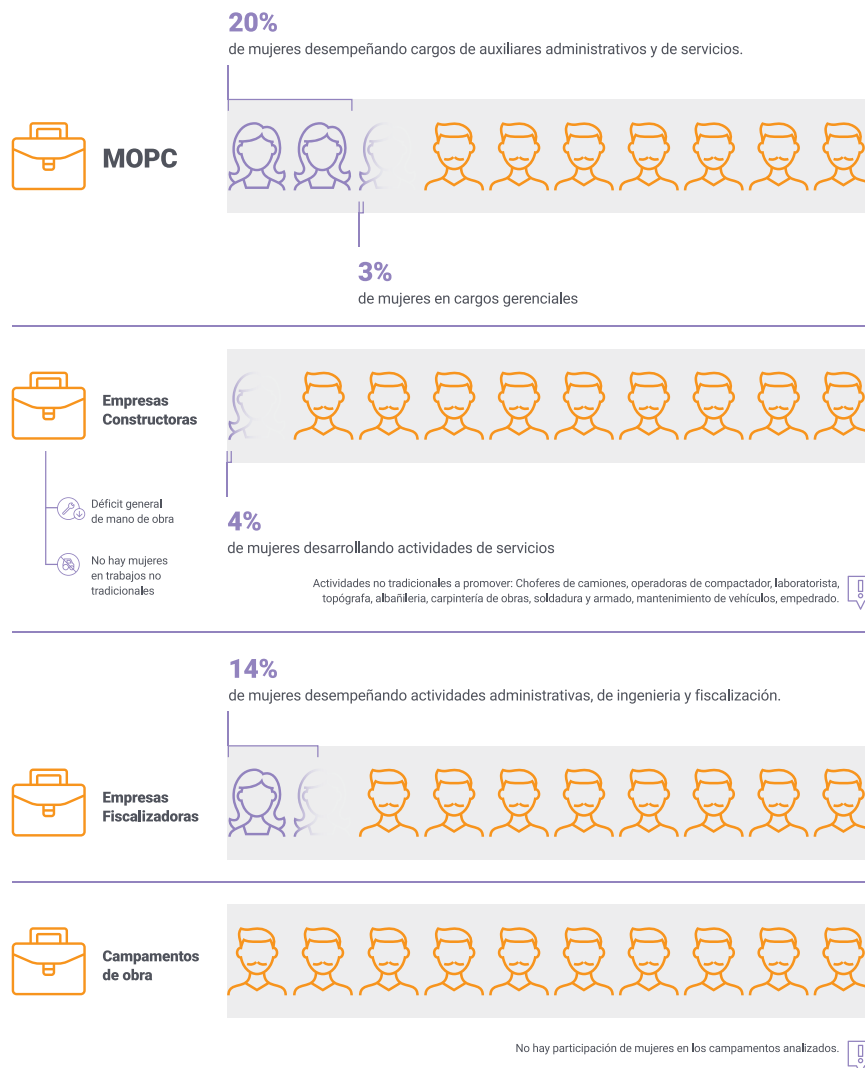 20%
de mujeres desempeñando cargos de auxiliares administrativos y de servicios.
MOPC
3%
de mujeres en cargos gerenciales
Empresas
Constructoras
Déficit general
de mano de obra
No hay mujeres
en trabajos no
tradicionales
4%
de mujeres desarrollando actividades de servicios
Actividades no tradicionales a promover: Choferes de camiones, operadoras de compactador, laboratorista,
topógrafa, albañileria, carpintería de obras, soldadura y armado, mantenimiento de vehículos, empedrado.
14%
de mujeres desempeñando actividades administrativas, de ingenieria y fiscalización.
Empresas
Fiscalizadoras
Campamentos
de obra
No hay participación de mujeres en los campamentos analizados.